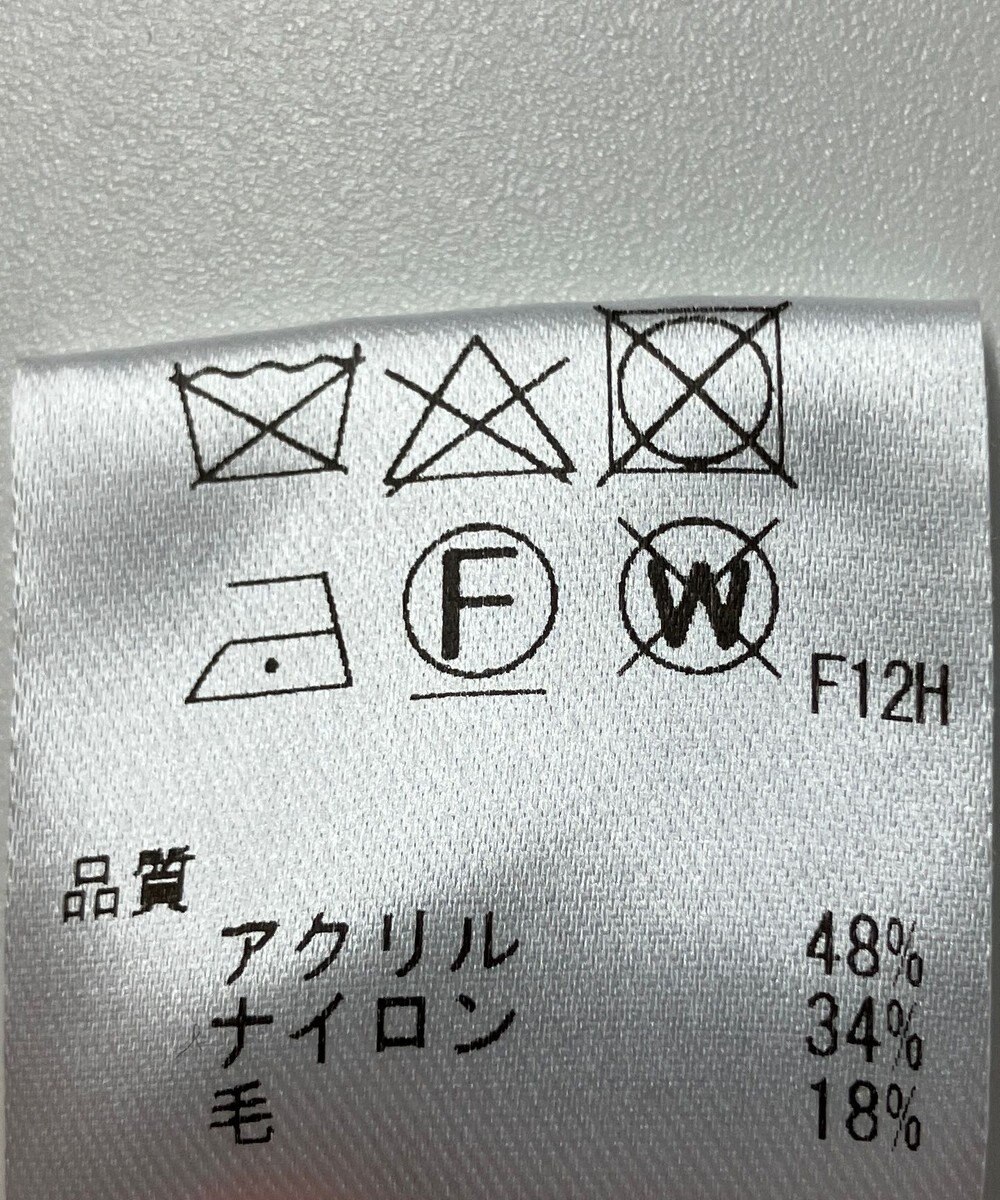 F W F12H
品質
アクリル 48%
ナイロン 34%
毛 18%